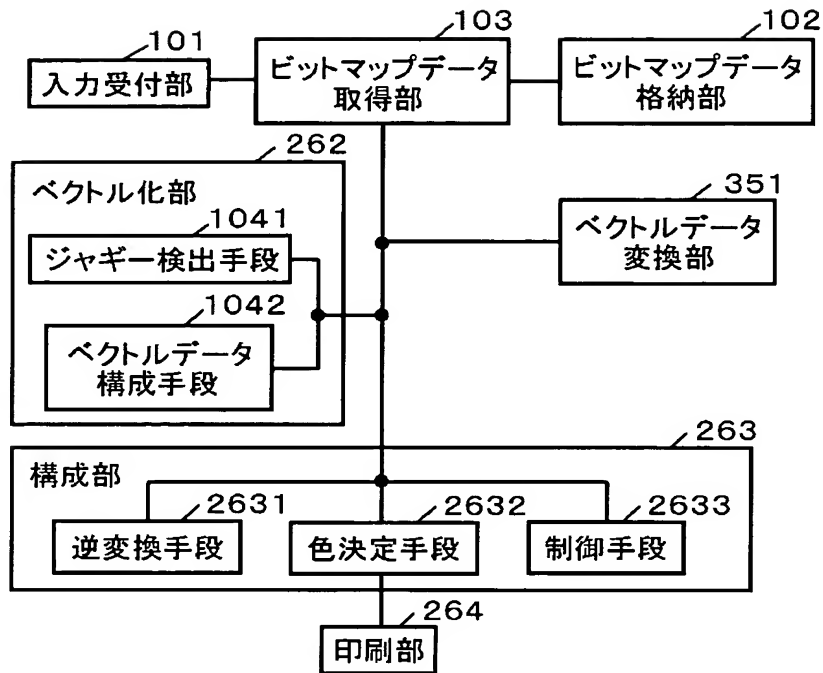 101
103
102
入力受付部
ビットマップデータ
取得部
ビットマップデータ
格納部
262
ベクトル化部
1041
ジャギー検出手段
1042
ベクトルデータ
構成手段
351
ベクトルデータ
変換部
263
構成部
2631
2632
2633
逆変換手段
色決定手段
制御手段
264
印刷部